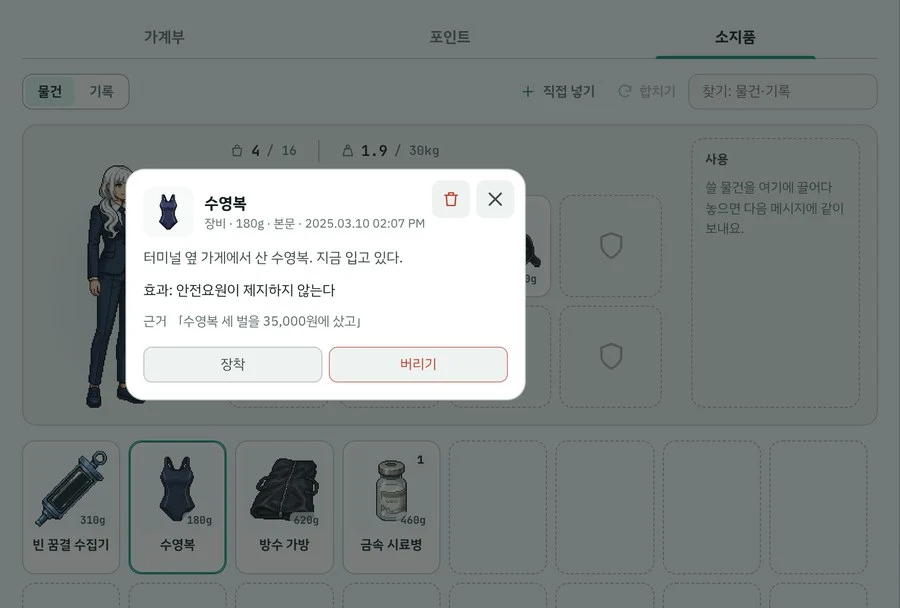 가계부
포인트
소지품
물건
기록
직접 넣기
합치기
찾기: 물건·기록
4 / 16
1.9 / 30kg
사용
쓸 물건을 여기에 끌어다
놓으면 다음 메시지에 같이
보내요.
수영복
장비 · 180g · 본문 · 2025.03.10 02:07 PM
터미널 옆 가게에서 산 수영복. 지금 입고 있다.
효과: 안전요원이 제지하지 않는다
근거 「수영복 세 벌을 35,000원에 샀고」
장착
버리기
310g
빈 꿈결 수집기
180g
수영복
620g
방수 가방
1
460g
금속 시료병